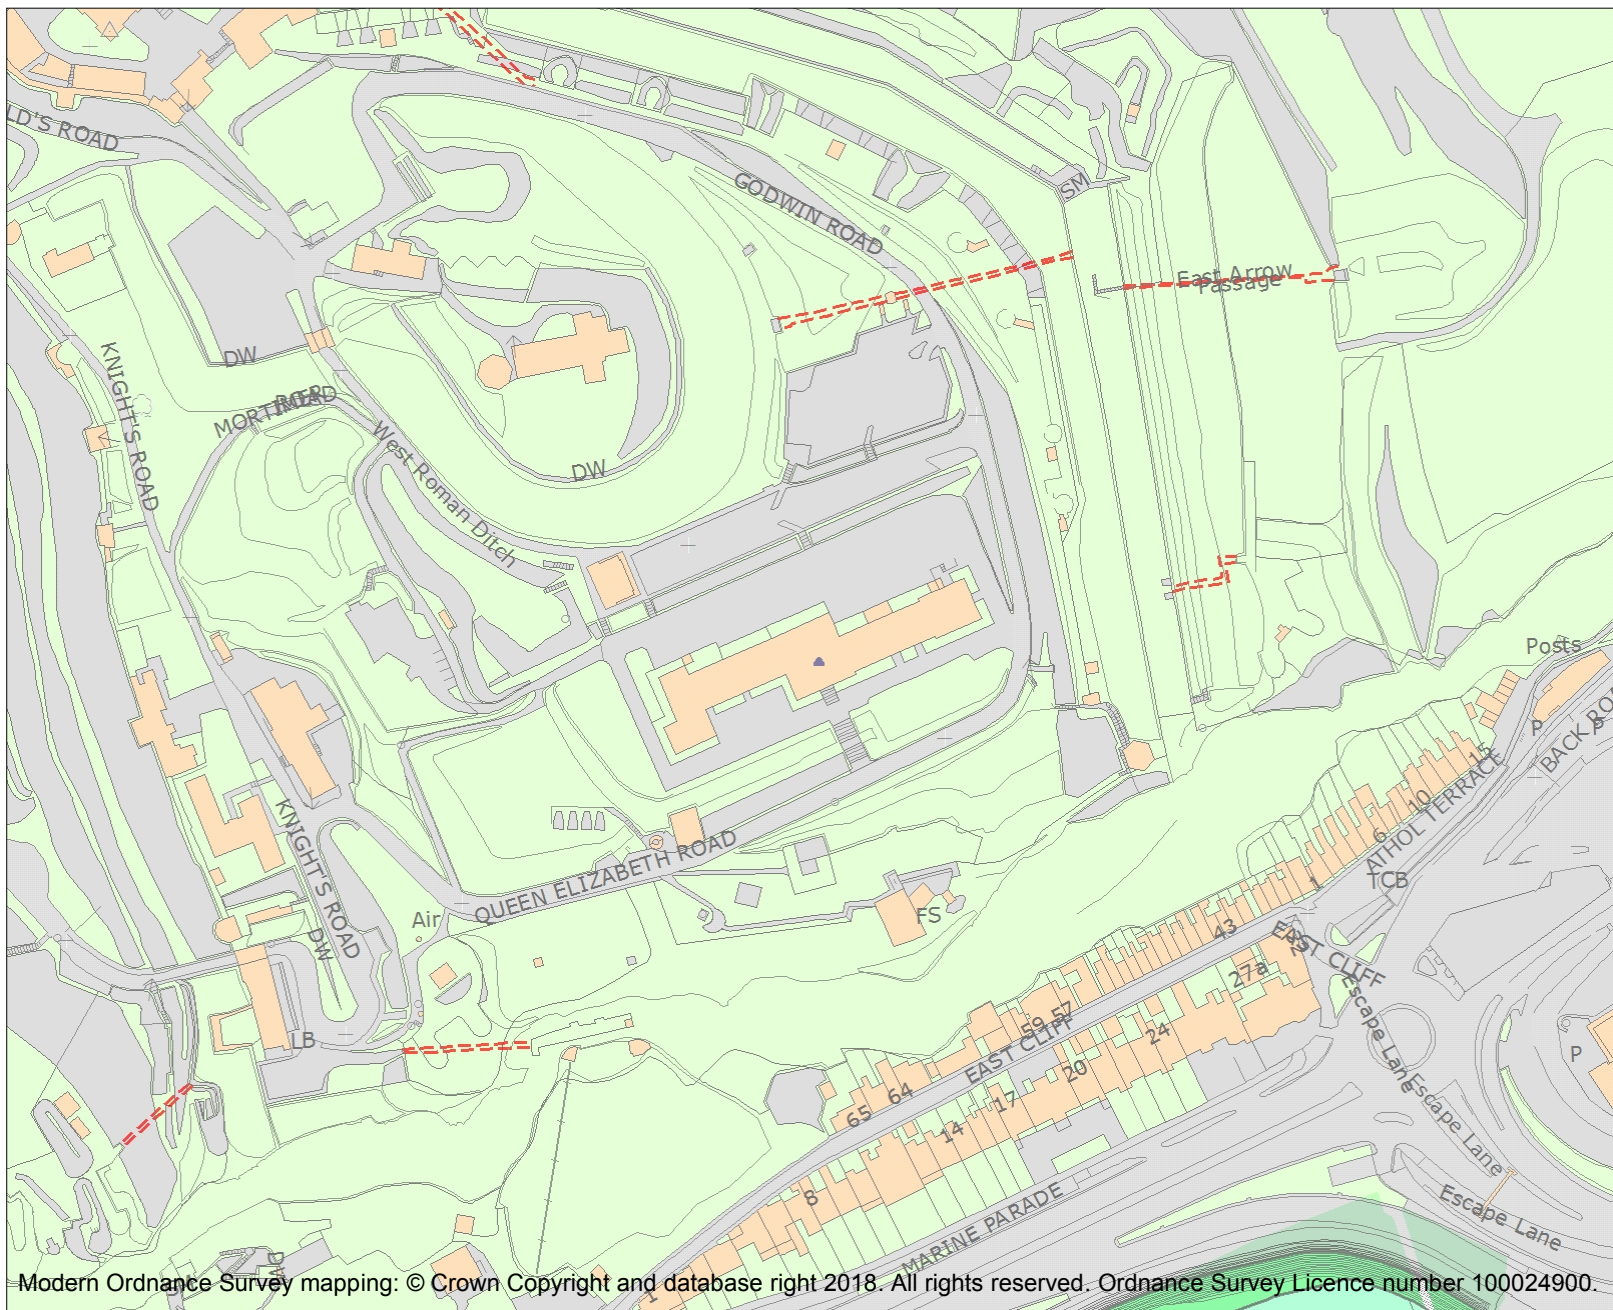 LD'S ROAD
GODWIN ROAD
SM
East Arrow
Passage
KNIGHT'S ROAD
DW
MORTIMER
ROAD
West Roman Ditch
DW
Posts
P
BACK RO
P
15
10
6
ATHOL TERRACE
TCB
1
KNIGHT'S ROAD
DW
Air
QUEEN ELIZABETH ROAD
FS
43
EAST CLIFF
27a
Escape Lane
LB
59
57
EAST CLIFF
24
20
64
65
17
14
P
Escape Lane
Escape Lane
8
MARINE PARADE
DW
1
Modern Ordnance Survey mapping: © Crown Copyright and database right 2018. All rights reserved. Ordnance Survey Licence number 100024900.